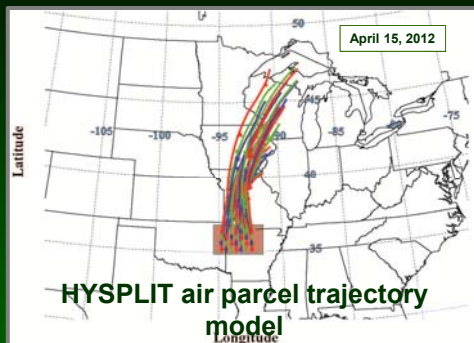 April 15, 2012
50
-105
-100
-95
-90
-85
-80
-75
45
40
35
Latitude
HYSPLIT air parcel trajectory
model
Longitude